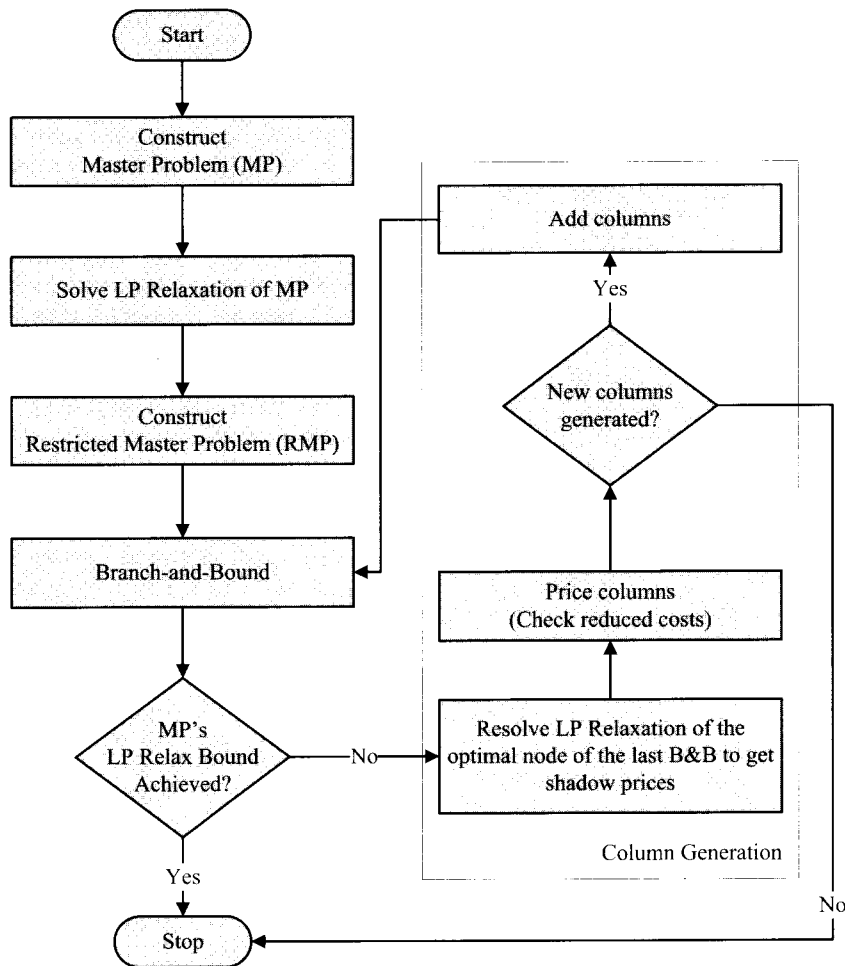 Start
Construct
Master Problem (MP)
Solve LP Relaxation of MP
Construct
Restricted Master Problem (RMP)
Branch-and-Bound
MP's
LP Relax Bound
Achieved?
Yes
Stop
No
Resolve LP Relaxation of the
optimal node of the last B&B to get
shadow prices
Price columns
(Check reduced costs)
New columns
generated?
Yes
Add columns
Column Generation
No